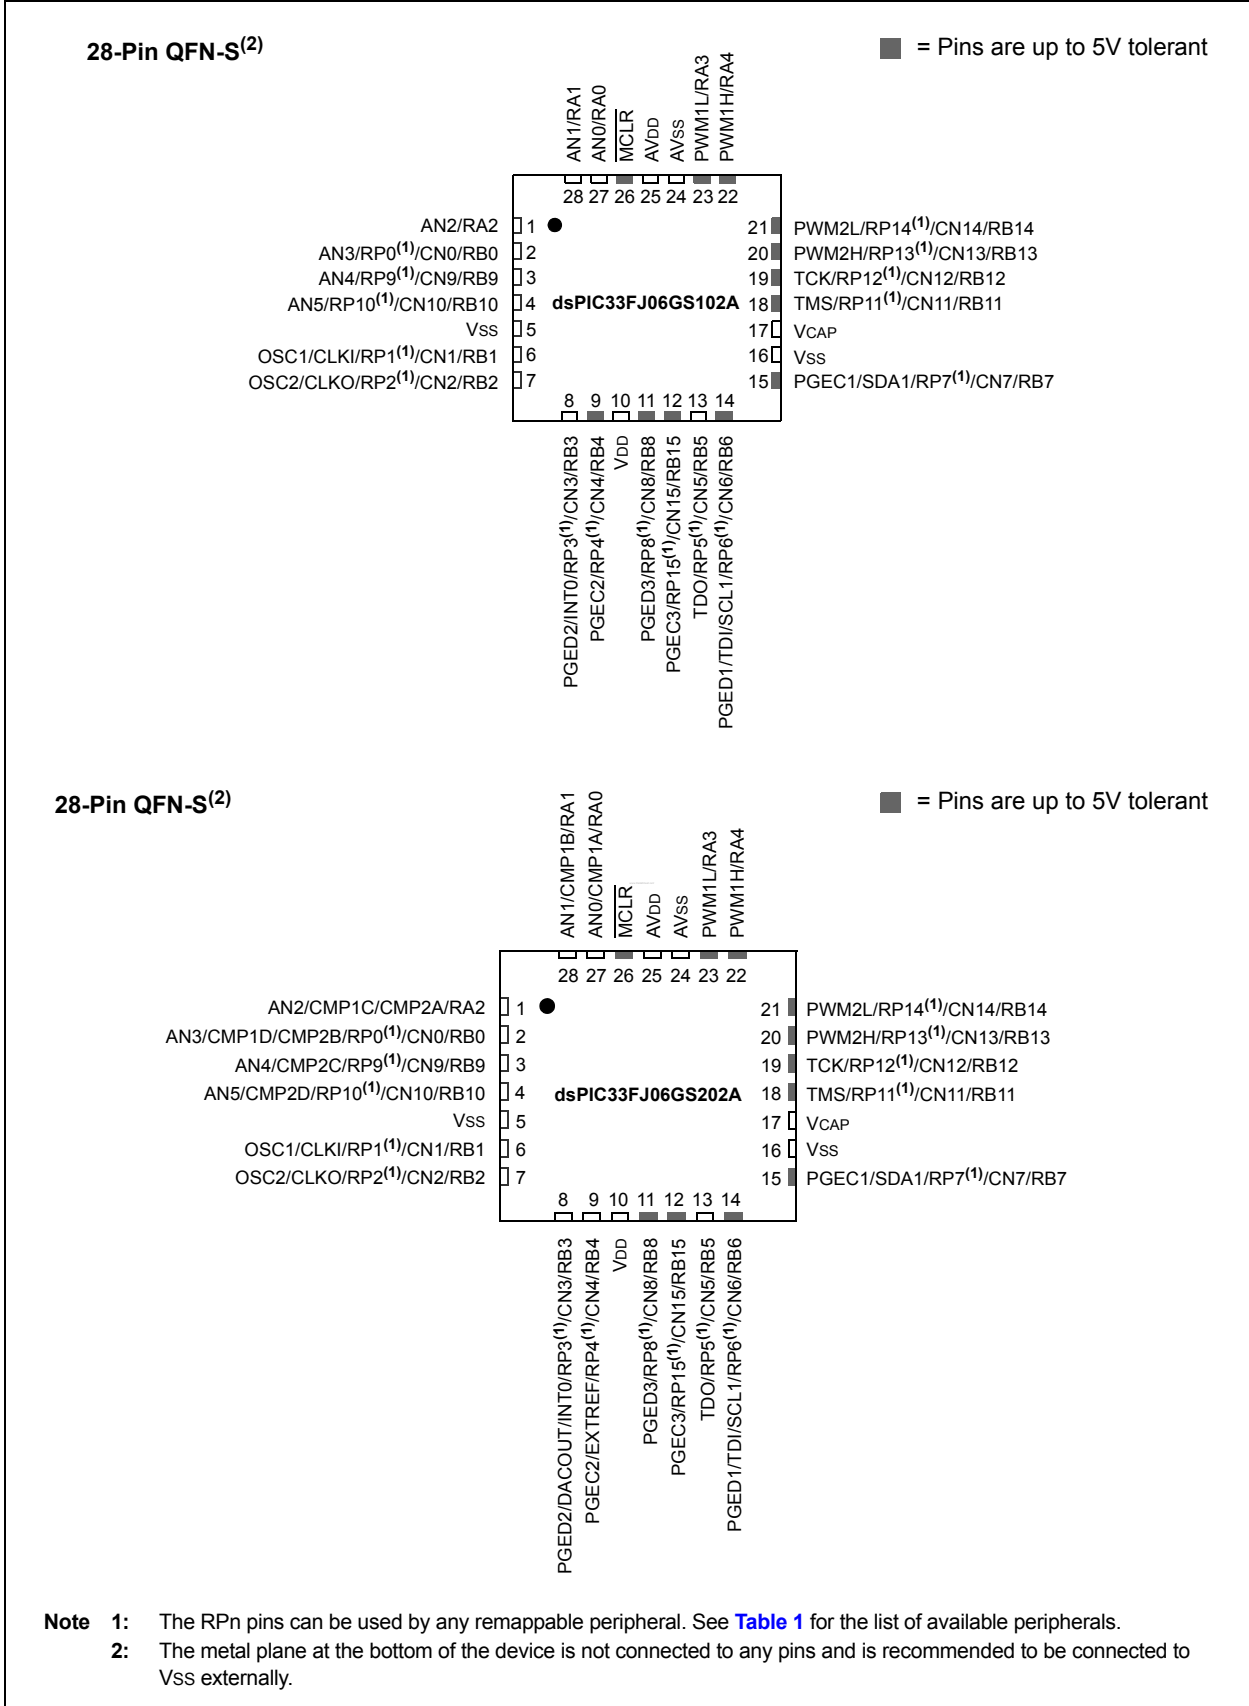 28-Pin QFN-S(2)
= Pins are up to 5V tolerant
AN1/RA1
AN0/RA0
MCLR
AVDD
AVSS
PWM1L/RA3
PWM1H/RA4
28 27 26 25 24 23 22
AN2/RA2 1
AN3/RP0(1)/CN0/RB0 2
AN4/RP9(1)/CN9/RB9 3
AN5/RP10(1)/CN10/RB10 4
VSS 5
OSC1/CLKI/RP1(1)/CN1/RB1 6
OSC2/CLKO/RP2(1)/CN2/RB2 7
dsPIC33FJ06GS102A
21 PWM2L/RP14(1)/CN14/RB14
20 PWM2H/RP13(1)/CN13/RB13
19 TCK/RP12(1)/CN12/RB12
18 TMS/RP11(1)/CN11/RB11
17 VCAP
16 VSS
15 PGEC1/SDA1/RP7(1)/CN7/RB7
8 9 10 11 12 13 14
PGED2/INT0/RP3(1)/CN3/RB3
PGEC2/RP4(1)/CN4/RB4
VDD
PGED3/RP8(1)/CN8/RB8
PGEC3/RP15(1)/CN15/RB15
TDO/RP5(1)/CN5/RB5
PGED1/TDI/SCL1/RP6(1)/CN6/RB6
28-Pin QFN-S(2)
= Pins are up to 5V tolerant
AN1/CMP1B/RA1
AN0/CMP1A/RA0
MCLR
AVDD
AVSS
PWM1L/RA3
PWM1H/RA4
28 27 26 25 24 23 22
AN2/CMP1C/CMP2A/RA2 1
AN3/CMP1D/CMP2B/RP0(1)/CN0/RB0 2
AN4/CMP2C/RP9(1)/CN9/RB9 3
AN5/CMP2D/RP10(1)/CN10/RB10 4
VSS 5
OSC1/CLKI/RP1(1)/CN1/RB1 6
OSC2/CLKO/RP2(1)/CN2/RB2 7
dsPIC33FJ06GS202A
21 PWM2L/RP14(1)/CN14/RB14
20 PWM2H/RP13(1)/CN13/RB13
19 TCK/RP12(1)/CN12/RB12
18 TMS/RP11(1)/CN11/RB11
17 VCAP
16 VSS
15 PGEC1/SDA1/RP7(1)/CN7/RB7
8 9 10 11 12 13 14
PGED2/DACOUT/INT0/RP3(1)/CN3/RB3
PGEC2/EXTREF/RP4(1)/CN4/RB4
VDD
PGED3/RP8(1)/CN8/RB8
PGEC3/RP15(1)/CN15/RB15
TDO/RP5(1)/CN5/RB5
PGED1/TDI/SCL1/RP6(1)/CN6/RB6
Note 1: The RPn pins can be used by any remappable peripheral. See Table 1 for the list of available peripherals.
2: The metal plane at the bottom of the device is not connected to any pins and is recommended to be connected to
VSS externally.